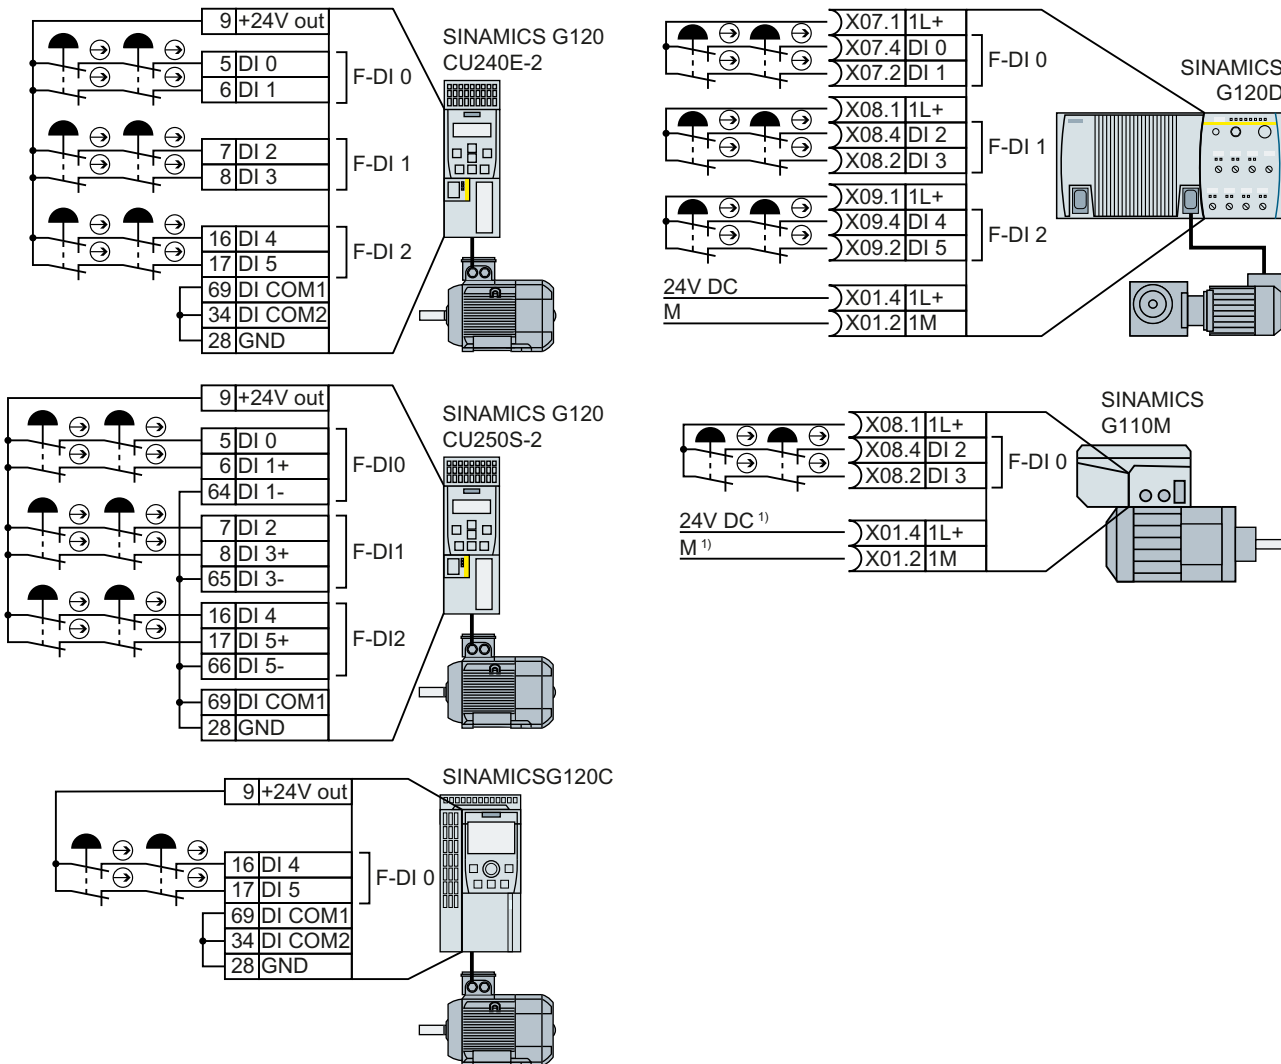 SINAMICS G120
CU240E-2
9 +24V out
5 DI 0
6 DI 1
F-DI 0
7 DI 2
8 DI 3
F-DI 1
16 DI 4
17 DI 5
F-DI 2
69 DI COM1
34 DI COM2
28 GND
SINAMICS
G120D
X07.1 1L+
X07.4 DI 0
X07.2 DI 1
F-DI 0
X08.1 1L+
X08.4 DI 2
X08.2 DI 3
F-DI 1
X09.1 1L+
X09.4 DI 4
X09.2 DI 5
F-DI 2
24V DC
M
X01.4 1L+
X01.2 1M
SINAMICS G120
CU250S-2
9 +24V out
5 DI 0
6 DI 1+
64 DI 1-
F-DI0
7 DI 2
8 DI 3+
65 DI 3-
F-DI1
16 DI 4
17 DI 5+
66 DI 5-
F-DI2
69 DI COM1
28 GND
SINAMICS
G110M
X08.1 1L+
X08.4 DI 2
X08.2 DI 3
F-DI 0
24V DC 1)
M 1)
X01.4 1L+
X01.2 1M
SINAMICSG120C
9 +24V out
16 DI 4
17 DI 5
F-DI 0
69 DI COM1
34 DI COM2
28 GND